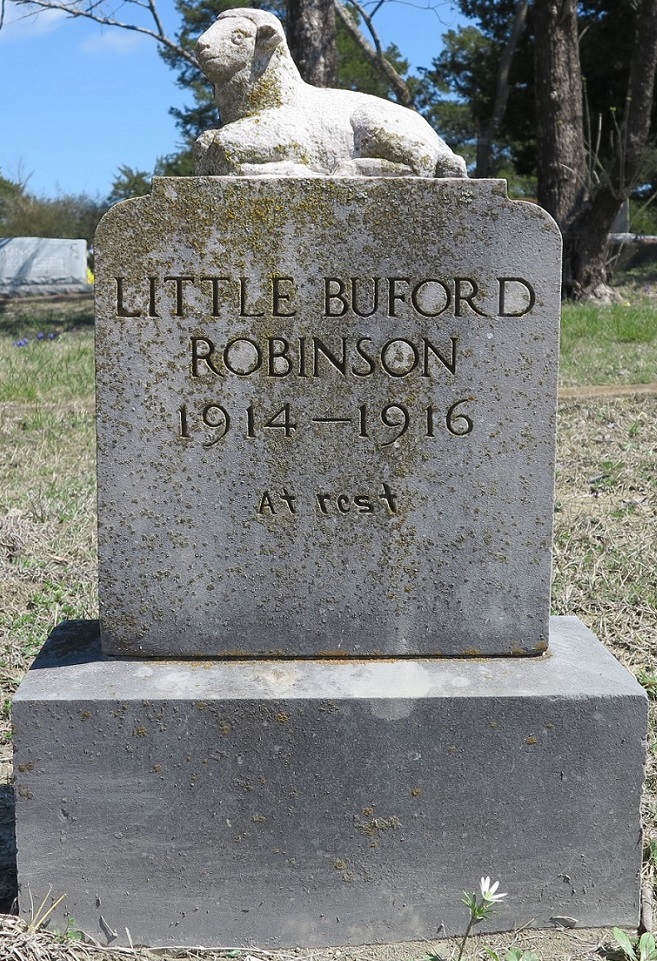 LITTLE BUFORD
ROBINSON
1914-1916
At rest